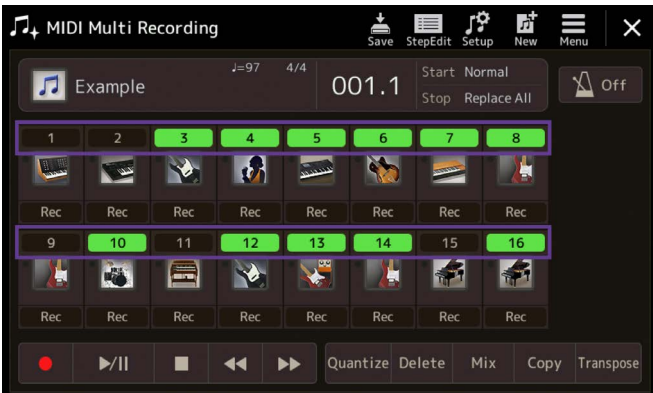 MIDI Multi Recording
Save StepEdit Setup New Menu
Example ♩=97 4/4 001.1 Start Normal Off
Stop Replace All
1 2 3 4 5 6 7 8
Rec Rec Rec Rec Rec Rec Rec Rec
9 10 11 12 13 14 15 16
Rec Rec Rec Rec Rec Rec Rec Rec
Quantize Delete Mix Copy Transpose